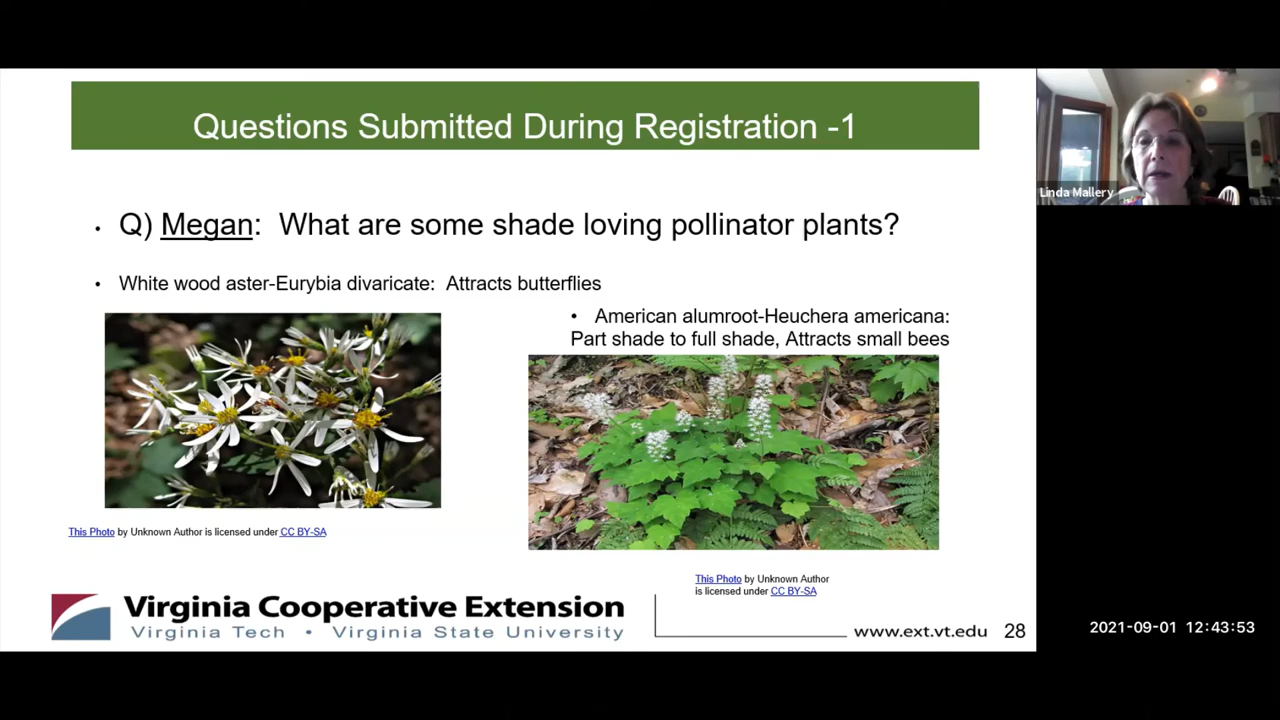 Questions Submitted During Registration -1
• Q) Megan: What are some shade loving pollinator plants?
• White wood aster-Eurybia divaricate: Attracts butterflies
• American alumroot-Heuchera americana:
Part shade to full shade, Attracts small bees
This Photo by Unknown Author is licensed under CC BY-SA
This Photo by Unknown Author
is licensed under CC BY-SA
Virginia Cooperative Extension
Virginia Tech • Virginia State University
www.ext.vt.edu 28
Linda Mallery
2021-09-01 12:43:53